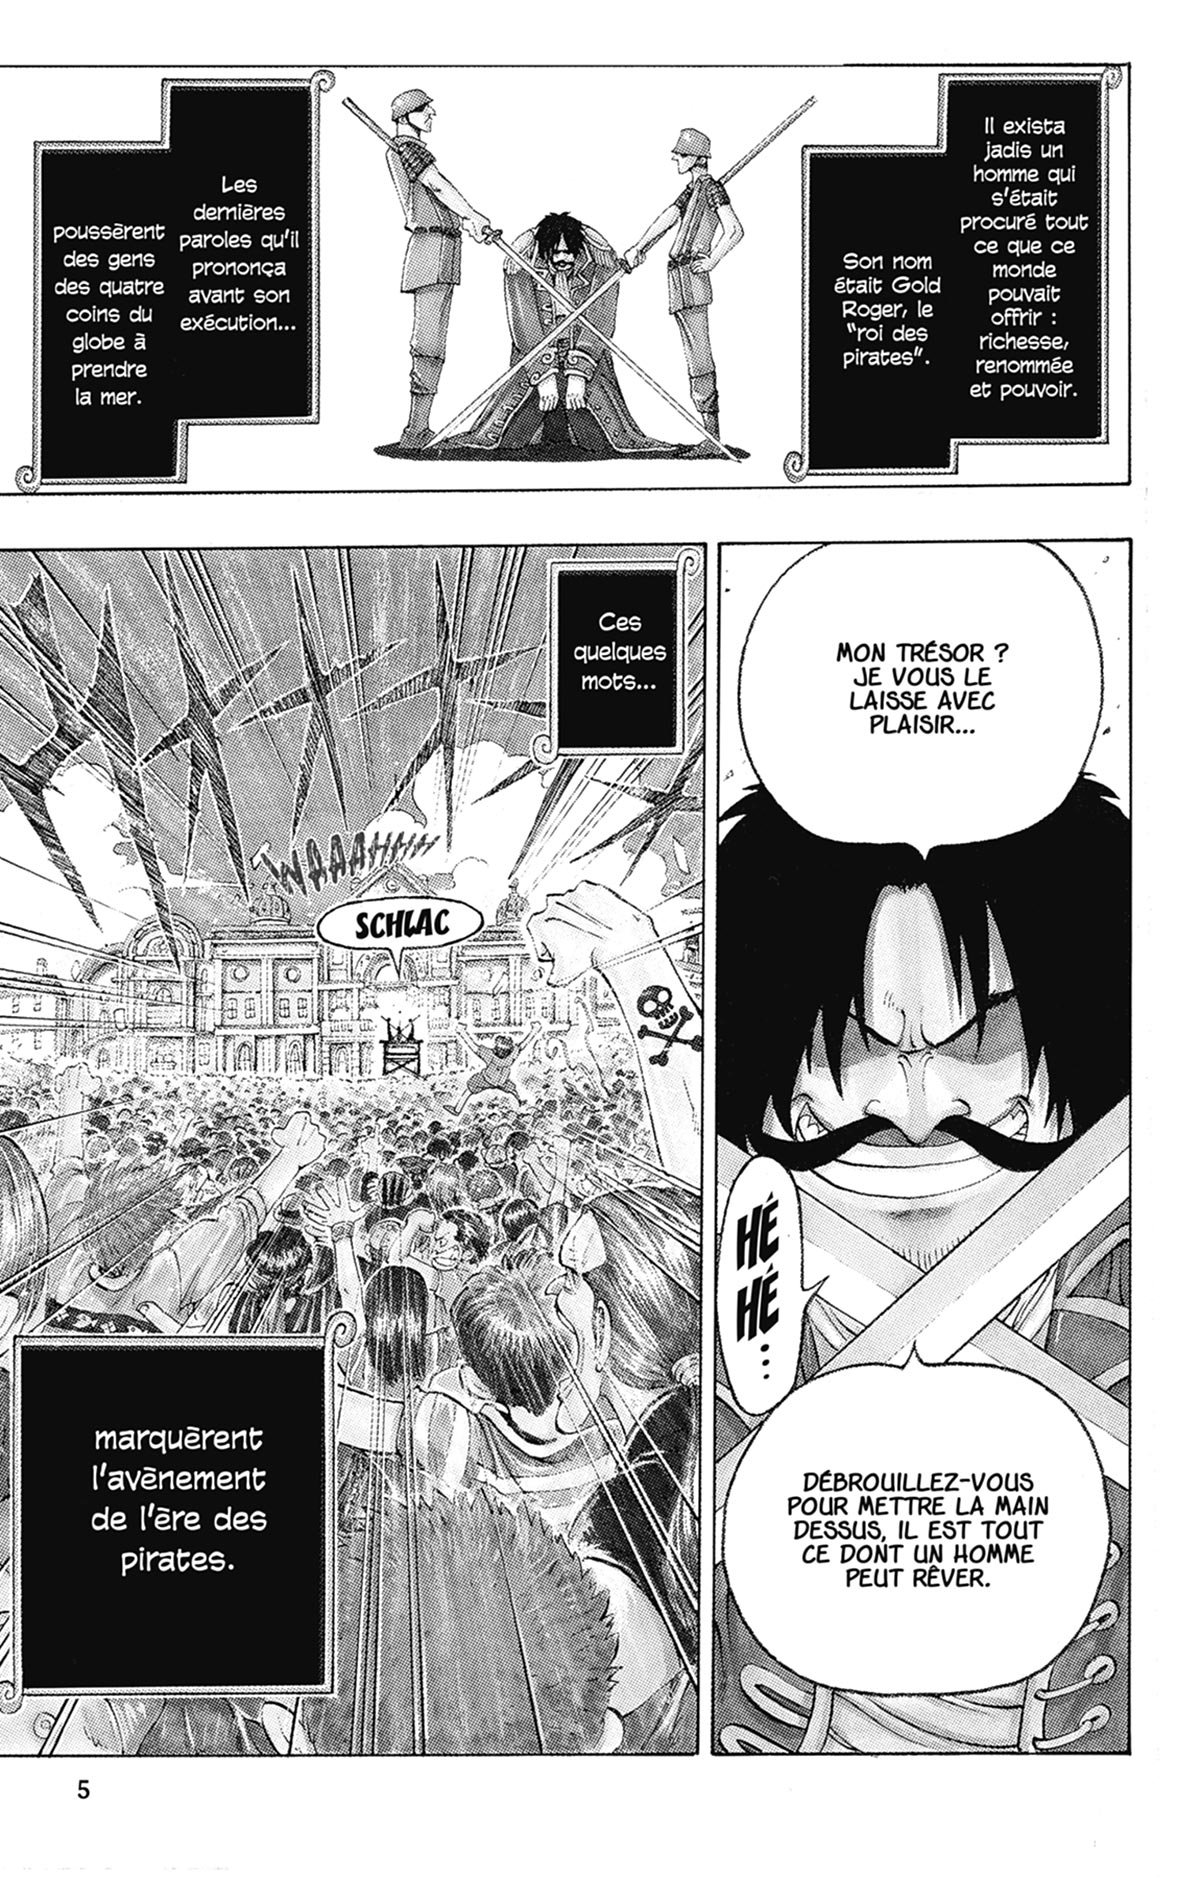 Il exista
jadis un
homme qui
s'était
procuré tout
ce que ce
monde
pouvait
offrir :
richesse,
renommée
et pouvoir.
Son nom
était Gold
Roger, le
"roi des
pirates".
Les
dernières
paroles qu'il
prononça
avant son
exécution...
poussèrent
des gens
des quatre
coins du
globe à
prendre
la mer.
MON TRÉSOR ?
JE VOUS LE
LAISSE AVEC
PLAISIR...
HÉ
HÉ...
DÉBROUILLEZ-VOUS
POUR METTRE LA MAIN
DESSUS, IL EST TOUT
CE DONT UN HOMME
PEUT RÊVER.
Ces
quelques
mots...
WAAAHHH
SCHLAC
marquèrent
l'avènement
de l'ère des
pirates.
5